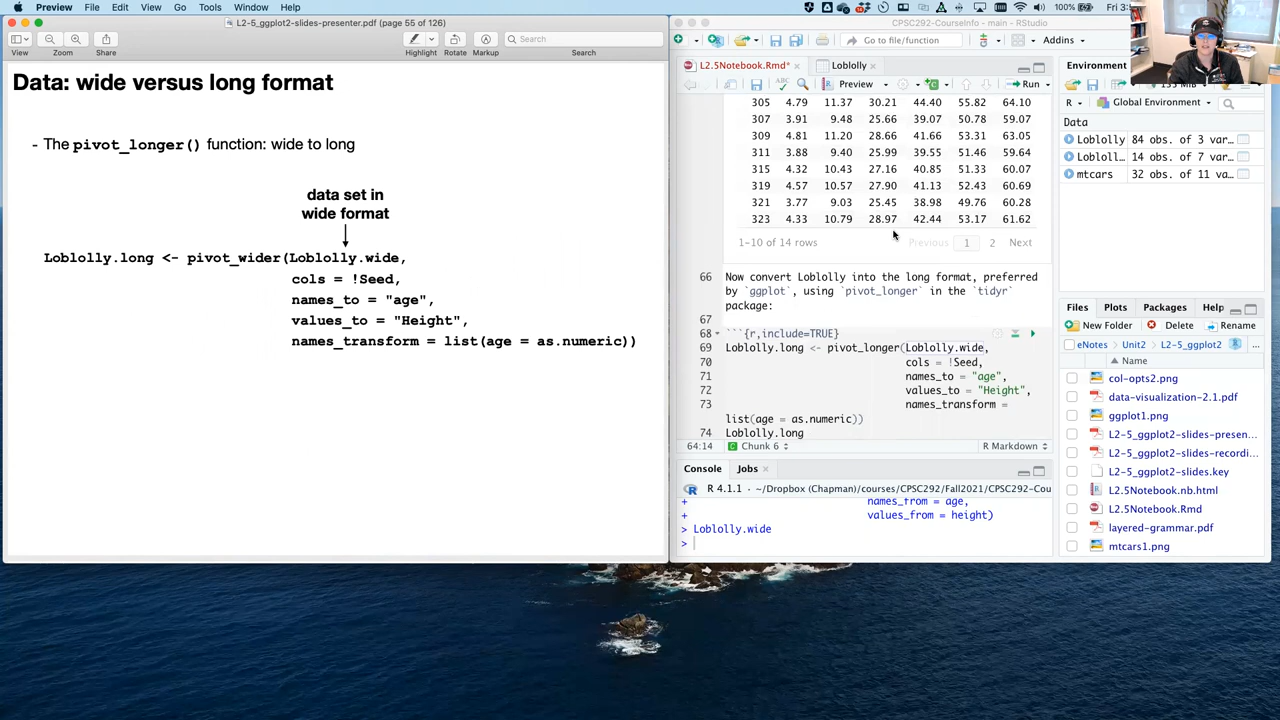 Preview File Edit View Go Tools Window Help
100% Fri 3:
L2-5_ggplot2-slides-presenter.pdf (page 55 of 126)
View Zoom Share Highlight Rotate Markup Search
Search
Data: wide versus long format
- The pivot_longer() function: wide to long
data set in
wide format
Loblolly.long <- pivot_wider(Loblolly.wide,
cols = !Seed,
names_to = "age",
values_to = "Height",
names_transform = list(age = as.numeric))
CPSC292-CourseInfo - main - RStudio
Go to file/function
Addins
L2.5Notebook.Rmd* ×
Loblolly ×
Preview
Run
305 4.79 11.37 30.21 44.40 55.82 64.10
307 3.91 9.48 25.66 39.07 50.78 59.07
309 4.81 11.20 28.66 41.66 53.31 63.05
311 3.88 9.40 25.99 39.55 51.46 59.64
315 4.32 10.43 27.16 40.85 51.33 60.07
319 4.57 10.57 27.90 41.13 52.43 60.69
321 3.77 9.03 25.45 38.98 49.76 60.28
323 4.33 10.79 28.97 42.44 53.17 61.62
1-10 of 14 rows
Previous 1 2 Next
66 Now convert Loblolly into the long format, preferred
by `ggplot`, using `pivot_longer` in the `tidyr`
package:
67
68 ```{r,include=TRUE}
69 Loblolly.long <- pivot_longer(Loblolly.wide,
70 cols = !Seed,
71 names_to = "age",
72 values_to = "Height",
73 names_transform =
list(age = as.numeric))
74 Loblolly.long
64:14 Chunk 6 R Markdown
Console Jobs ×
R 4.1.1 · ~/Dropbox (Chapman)/courses/CPSC292/Fall2021/CPSC292-Cou
+ names_from = age,
+ values_from = height)
> Loblolly.wide
>
Environment
R Global Environment
Data
Loblolly 84 obs. of 3 var…
Lobloll… 14 obs. of 7 var…
mtcars 32 obs. of 11 var…
Files Plots Packages Help
New Folder Delete Rename
eNotes Unit2 L2-5_ggplot2
Name
col-opts2.png
data-visualization-2.1.pdf
ggplot1.png
L2-5_ggplot2-slides-presen…
L2-5_ggplot2-slides-recordi…
L2-5_ggplot2-slides.key
L2.5Notebook.nb.html
L2.5Notebook.Rmd
layered-grammar.pdf
mtcars1.png